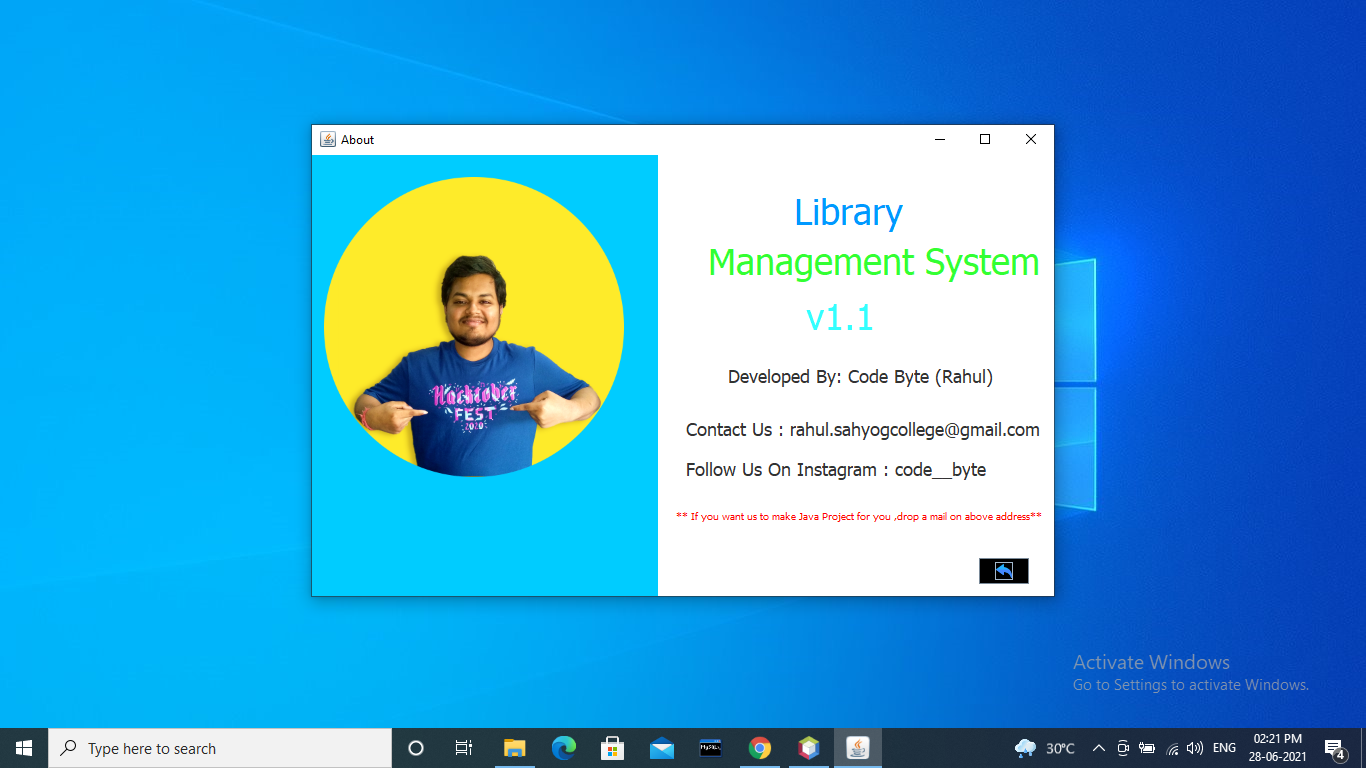 About
Library
Management System
v1.1
Developed By: Code Byte (Rahul)
Contact Us : rahul.sahyogcollege@gmail.com
Follow Us On Instagram : code__byte
** If you want us to make Java Project for you ,drop a mail on above address**
Hacktober
FEST
2020
Activate Windows
Go to Settings to activate Windows.
Type here to search
MySQL
30°C
ENG
02:21 PM
28-06-2021
4